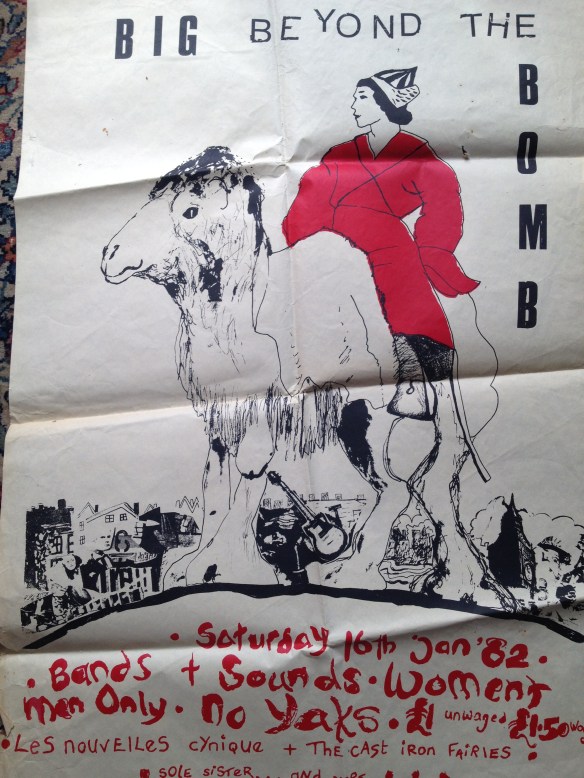 BIG BEYOND THE
BOMB
• Saturday 16th Jan '82 •
• Bands + Sounds • Women +
men Only • no Yaks • £1 unwaged £1.50
• Les nouvelles cynique + The cast iron Fairies •
• sole sister... and